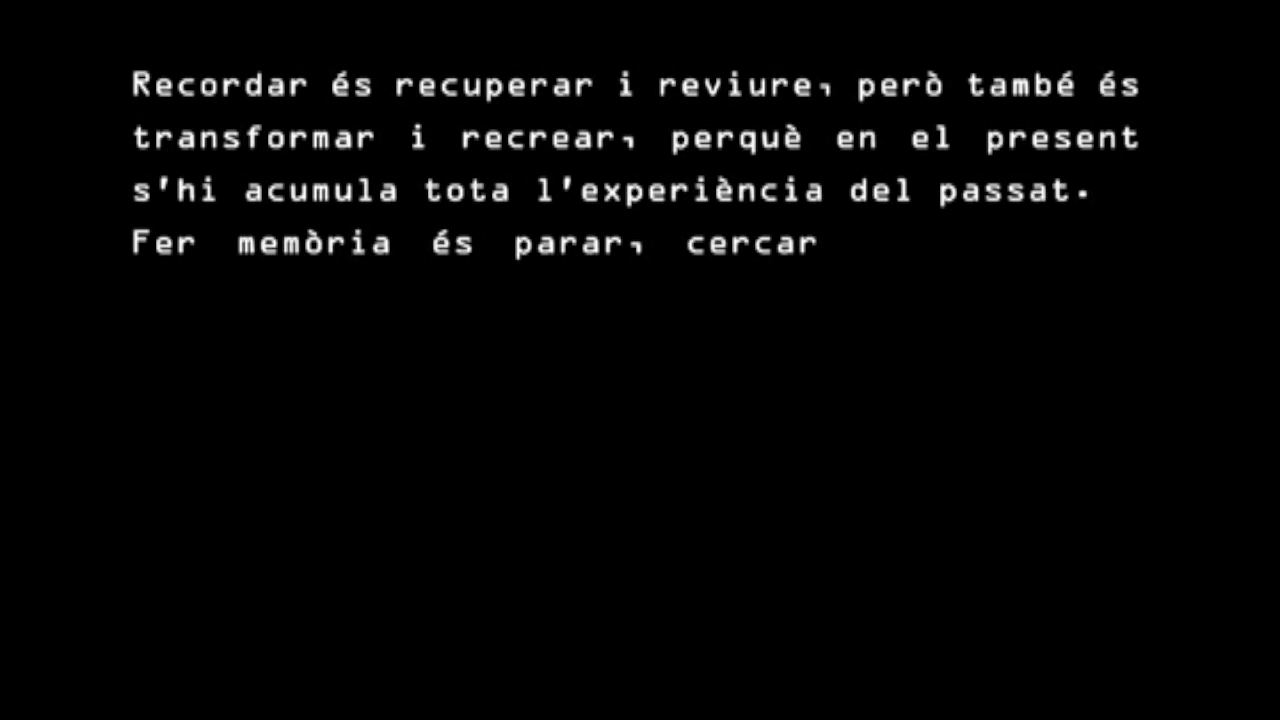 Recordar és recuperar i reviure, però també és
transformar i recrear, perquè en el present
s'hi acumula tota l'experiència del passat.
Fer memòria és parar, cercar